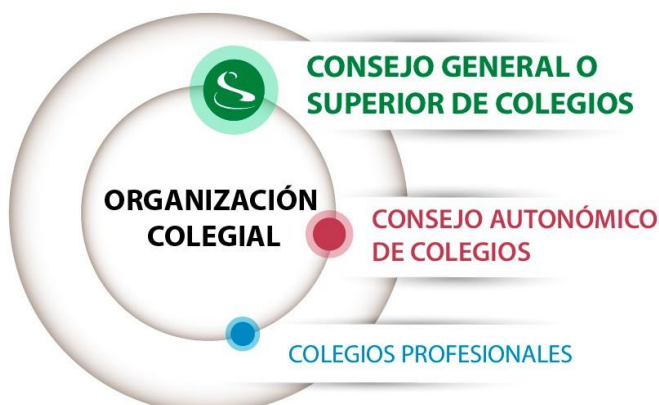 CONSEJO GENERAL O
SUPERIOR DE COLEGIOS
ORGANIZACIÓN
COLEGIAL
CONSEJO AUTONÓMICO
DE COLEGIOS
COLEGIOS PROFESIONALES